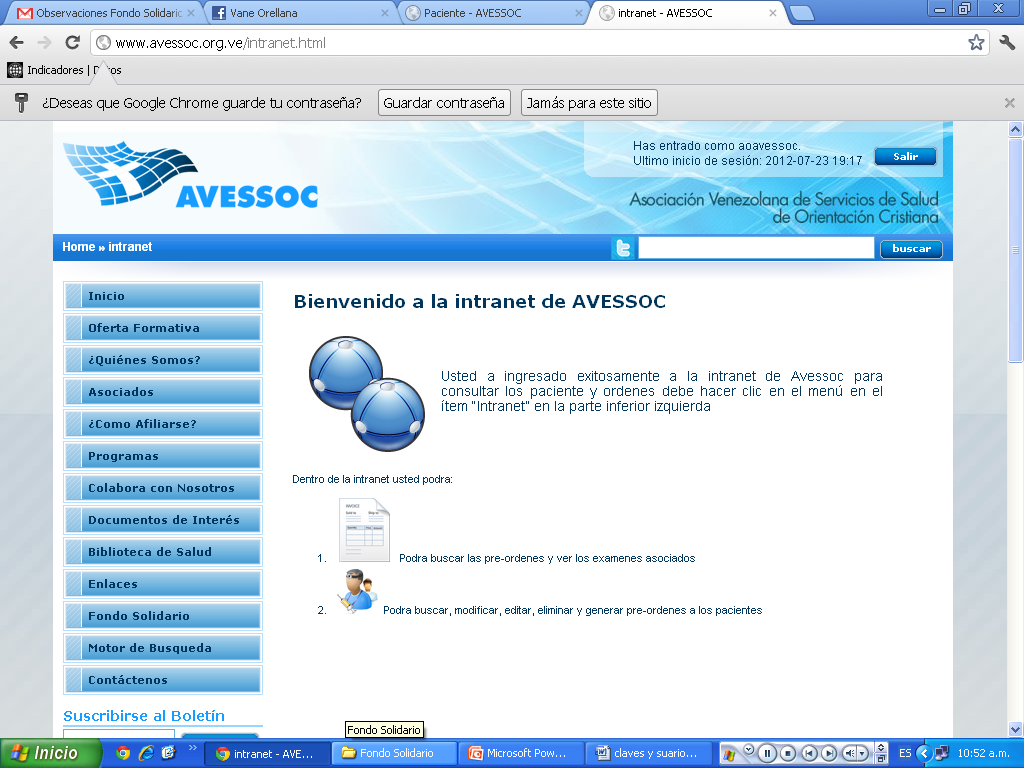 Observaciones Fondo Solidario
Vane Orellana
Paciente - AVESSOC
intranet - AVESSOC
www.avessoc.org.ve/intranet.html
Indicadores | D tos
¿Deseas que Google Chrome guarde tu contraseña?
Guardar contraseña
Jamás para este sitio
AVESSOC
Has entrado como aoavessoc.
Ultimo inicio de sesión: 2012-07-23 19:17
Salir
Asociación Venezolana de Servicios de Salud
de Orientación Cristiana
Home » intranet
buscar
Inicio
Oferta Formativa
¿Quiénes Somos?
Asociados
¿Como Afiliarse?
Programas
Colabora con Nosotros
Documentos de Interés
Biblioteca de Salud
Enlaces
Fondo Solidario
Motor de Busqueda
Contáctenos
Suscribirse al Boletín
Bienvenido a la intranet de AVESSOC
Usted a ingresado exitosamente a la intranet de Avessoc para
consultar los paciente y ordenes debe hacer clic en el menú en el
ítem "Intranet" en la parte inferior izquierda
Dentro de la intranet usted podra:
INVOICE
1. Podra buscar las pre-ordenes y ver los examenes asociados
2. Podra buscar, modificar, editar, eliminar y generar pre-ordenes a los pacientes
Fondo Solidario
Inicio
intranet - AVE...
Fondo Solidario
Microsoft Pow...
claves y suario...
ES
10:52 a.m.